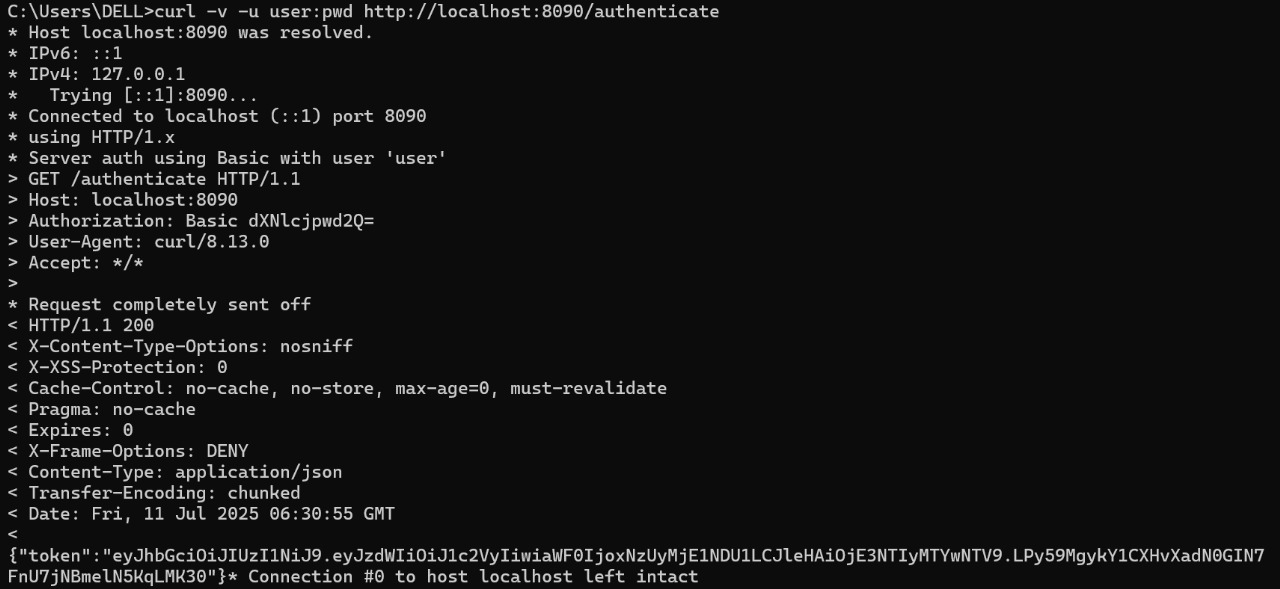 C:\Users\DELL>curl -v -u user:pwd http://localhost:8090/authenticate
* Host localhost:8090 was resolved.
* IPv6: ::1
* IPv4: 127.0.0.1
*   Trying [::1]:8090...
* Connected to localhost (::1) port 8090
* using HTTP/1.x
* Server auth using Basic with user 'user'
> GET /authenticate HTTP/1.1
> Host: localhost:8090
> Authorization: Basic dXNlcjpwd2Q=
> User-Agent: curl/8.13.0
> Accept: */*
>
* Request completely sent off
< HTTP/1.1 200
< X-Content-Type-Options: nosniff
< X-XSS-Protection: 0
< Cache-Control: no-cache, no-store, max-age=0, must-revalidate
< Pragma: no-cache
< Expires: 0
< X-Frame-Options: DENY
< Content-Type: application/json
< Transfer-Encoding: chunked
< Date: Fri, 11 Jul 2025 06:30:55 GMT
<
{"token":"eyJhbGciOiJIUzI1NiJ9.eyJzdWIiOiJ1c2VyIiwiaWF0IjoxNzUyMjE1NDU1LCJleHAiOjE3NTIyMTYwNTV9.LPy59MgykY1CXHvXadN0GIN7
FnU7jNBmelN5KqLMK30"}* Connection #0 to host localhost left intact